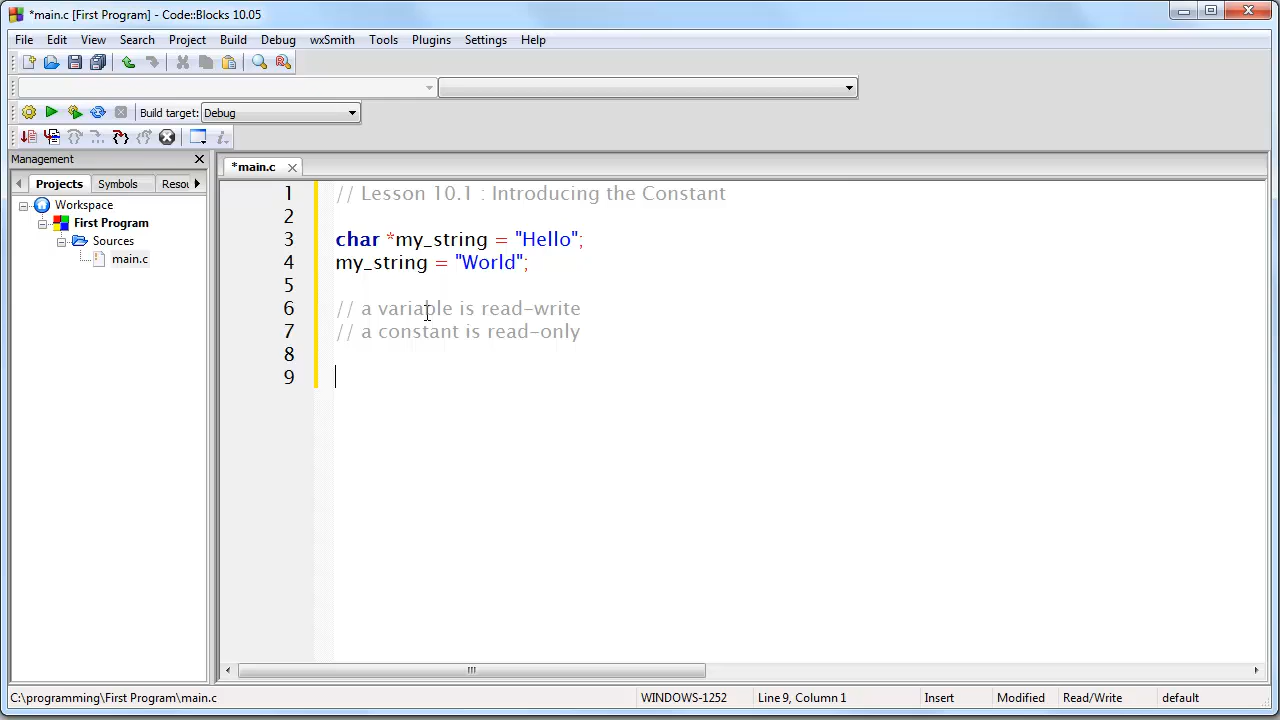 *main.c [First Program] - Code::Blocks 10.05
File Edit View Search Project Build Debug wxSmith Tools Plugins Settings Help
Build target: Debug
Management
*main.c
Projects Symbols Resou
1 // Lesson 10.1 : Introducing the Constant
Workspace
2
First Program
3 char *my_string = "Hello";
Sources
4 my_string = "World";
main.c
5
6 // a variable is read-write
7 // a constant is read-only
8
9
C:\programming\First Program\main.c WINDOWS-1252 Line 9, Column 1 Insert Modified Read/Write default